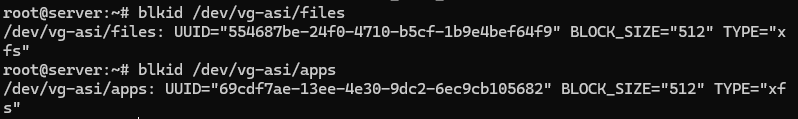 root@server:~# blkid /dev/vg-asi/files
/dev/vg-asi/files: UUID="554687be-24f0-4710-b5cf-1b9e4bef64f9" BLOCK_SIZE="512" TYPE="x
fs"
root@server:~# blkid /dev/vg-asi/apps
/dev/vg-asi/apps: UUID="69cdf7ae-13ee-4e30-9dc2-6ec9cb105682" BLOCK_SIZE="512" TYPE="xf
s"